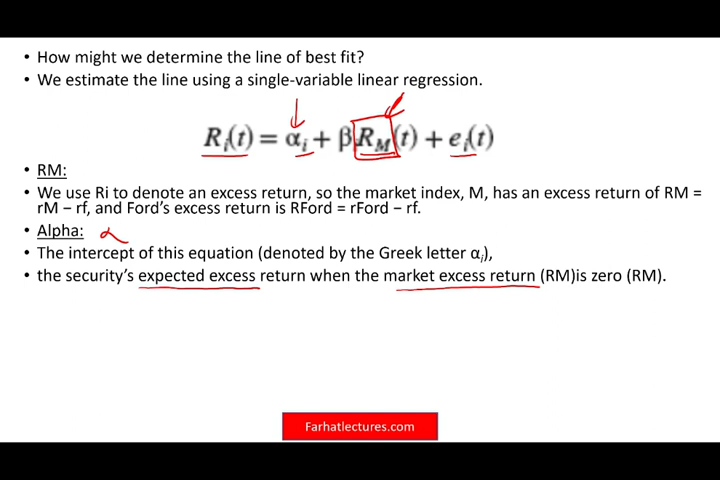 • How might we determine the line of best fit?
• We estimate the line using a single-variable linear regression.
Rᵢ(t) = αᵢ + βRM(t) + eᵢ(t)
• RM:
• We use Ri to denote an excess return, so the market index, M, has an excess return of RM =
rM − rf, and Ford's excess return is RFord = rFord − rf.
• Alpha: α
• The intercept of this equation (denoted by the Greek letter αᵢ),
• the security's expected excess return when the market excess return (RM)is zero (RM).
Farhatlectures.com